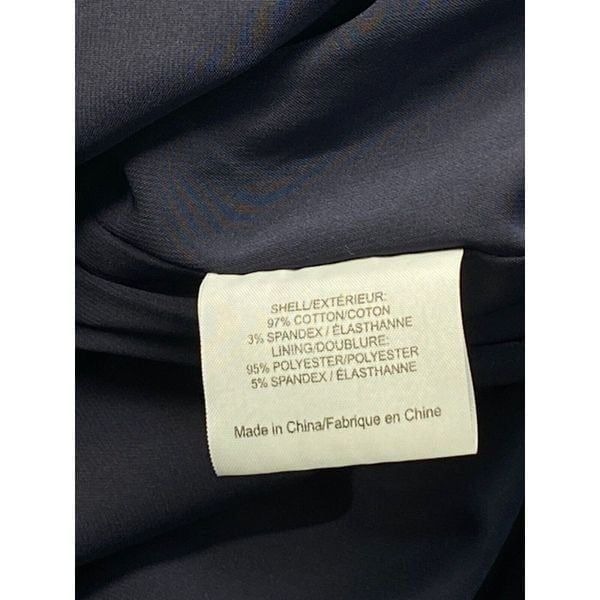 SHELL/EXTÉRIEUR:
97% COTTON/COTON
3% SPANDEX / ÉLASTHANNE
LINING/DOUBLURE:
95% POLYESTER/POLYESTER
5% SPANDEX / ÉLASTHANNE
Made in China/Fabrique en Chine